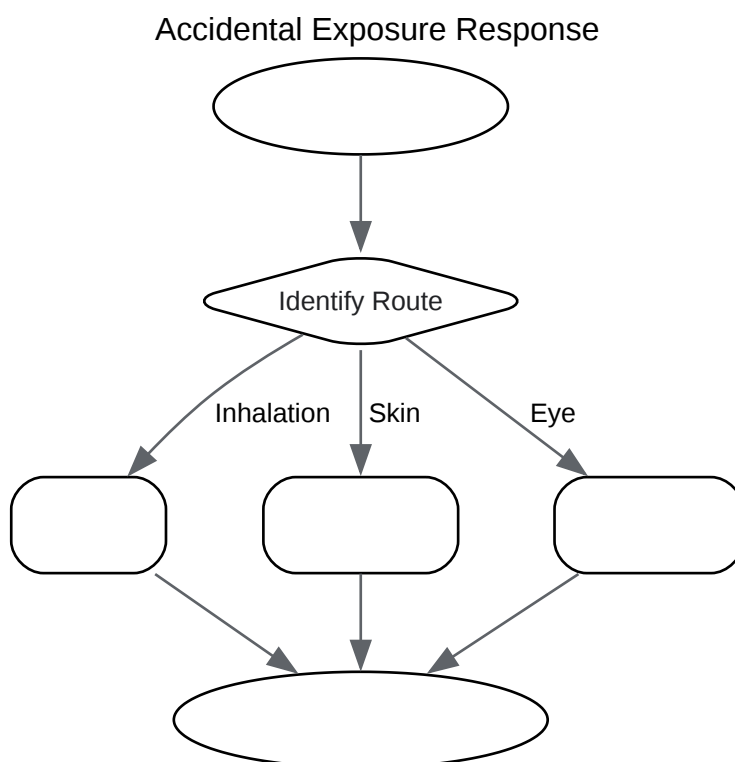 Accidental Exposure Response
Identify Route
Inhalation
Skin
Eye